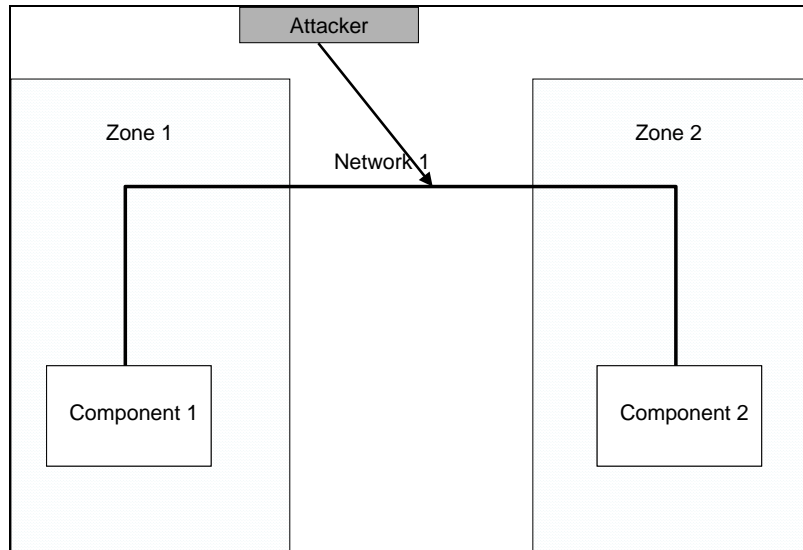 Attacker
Zone 1
Zone 2
Network 1
Component 1
Component 2